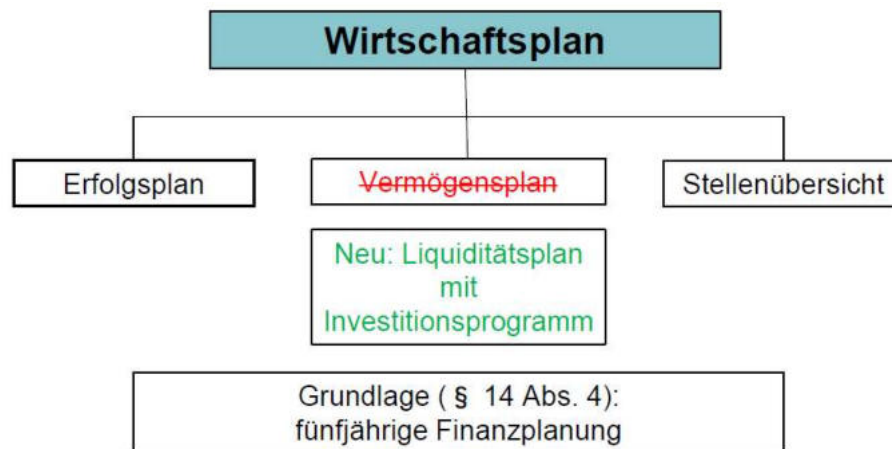 Wirtschaftsplan
Erfolgsplan
Vermögensplan
Stellenübersicht
Neu: Liquiditätsplan
mit
Investitionsprogramm
Grundlage ( § 14 Abs. 4):
fünfjährige Finanzplanung